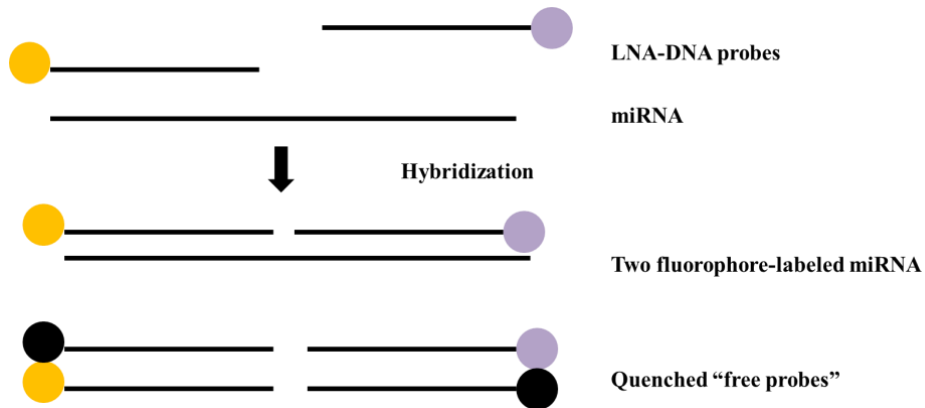 LNA-DNA probes
miRNA
Hybridization
Two fluorophore-labeled miRNA
Quenched “free probes”